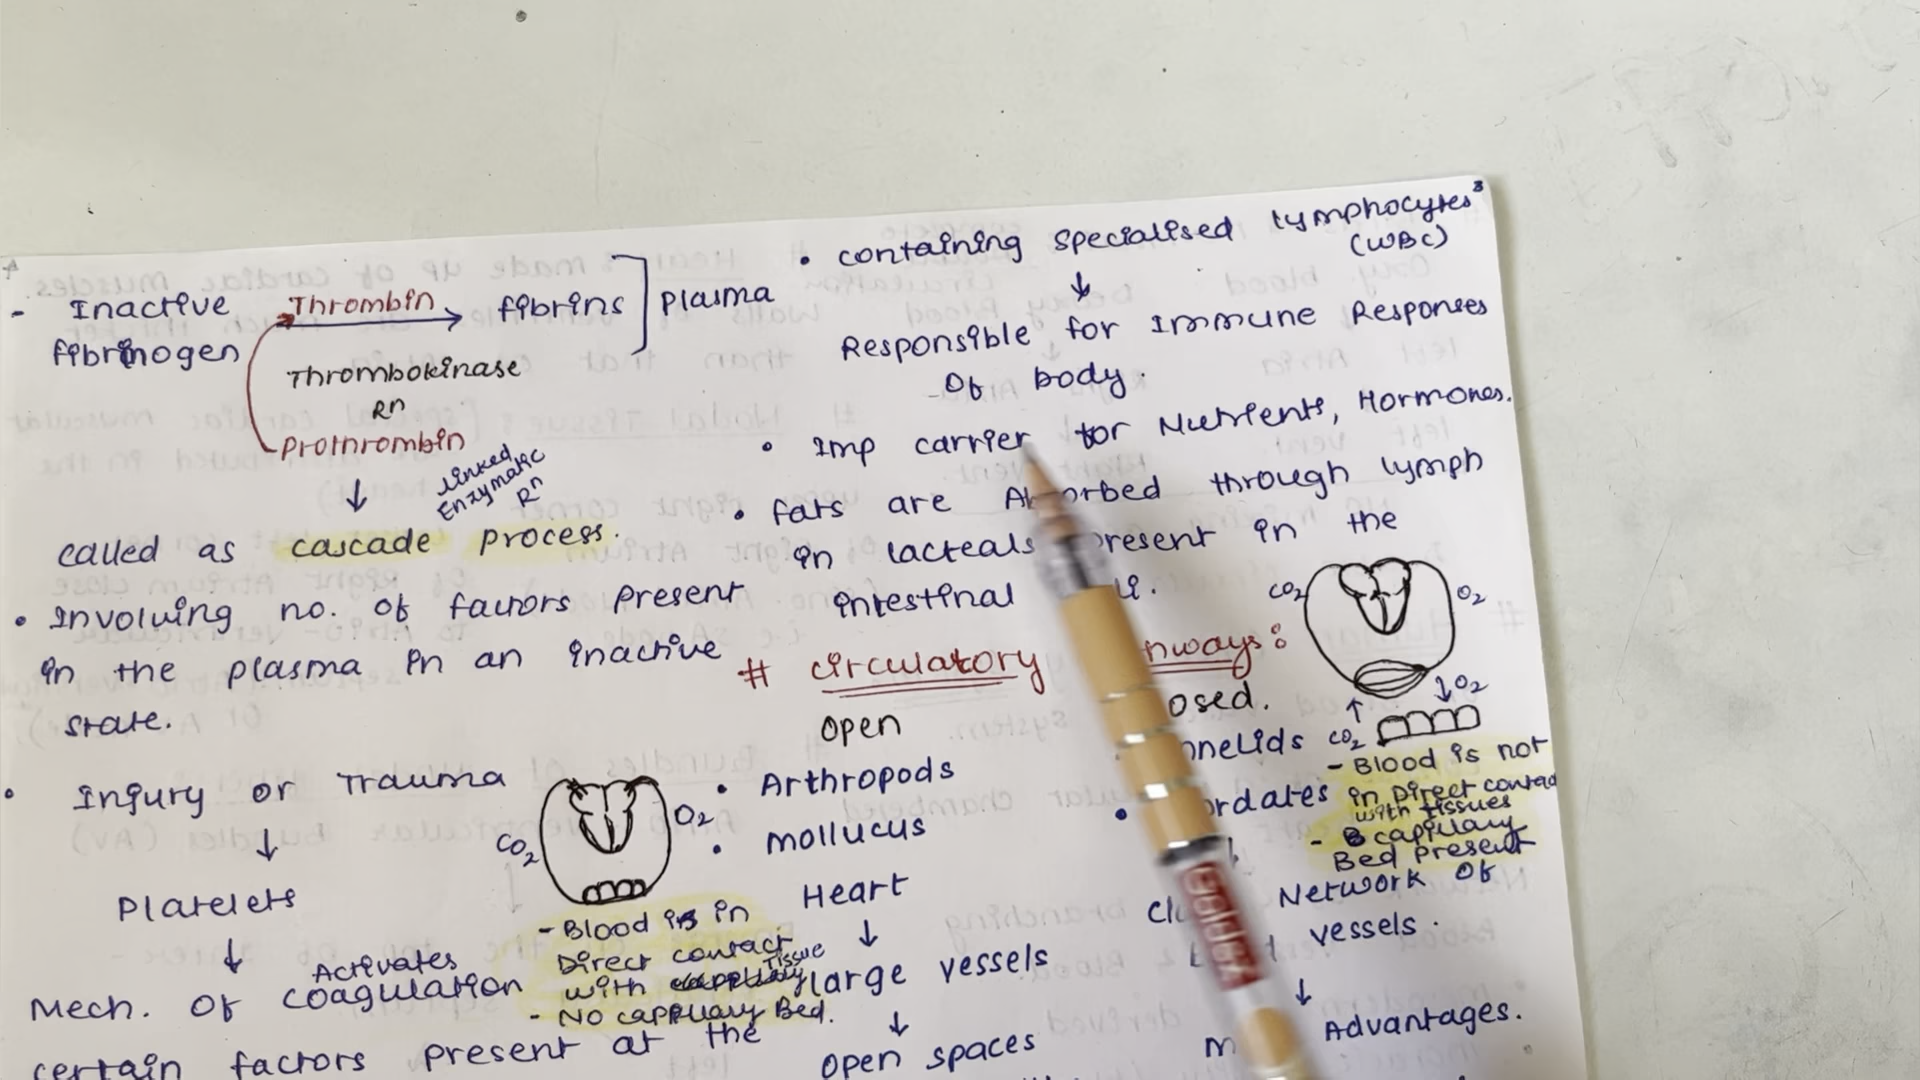 - Inactive Thrombin fibrins Plasma
fibrinogen
Thrombokinase
Rn
Prothrombin
linked
Enzymatic
Rn
called as cascade process.
• Involving no. of factors present
in the plasma in an inactive
state.
• Injury or Trauma
Platelets
Activates
Mech. of coagulation
certain factors present at the
CO2
O2
- Blood is in
Direct contact
with Tissue
- No capillary Bed.
• containing specialised lymphocytes
(WBC)
Responsible for Immune Responses
of body.
• Imp carrier for Nutrients, Hormones.
• fats are through lymph
in lacteals present in the
intestinal
# circulatory
Open
• Arthropods
• Mollucus
Heart
large vessels
open spaces
CO2
O2
O2
CO2
- Blood is not
in Direct contact
with tissues
- capillary
Bed Present
Network of
vessels.
Advantages.